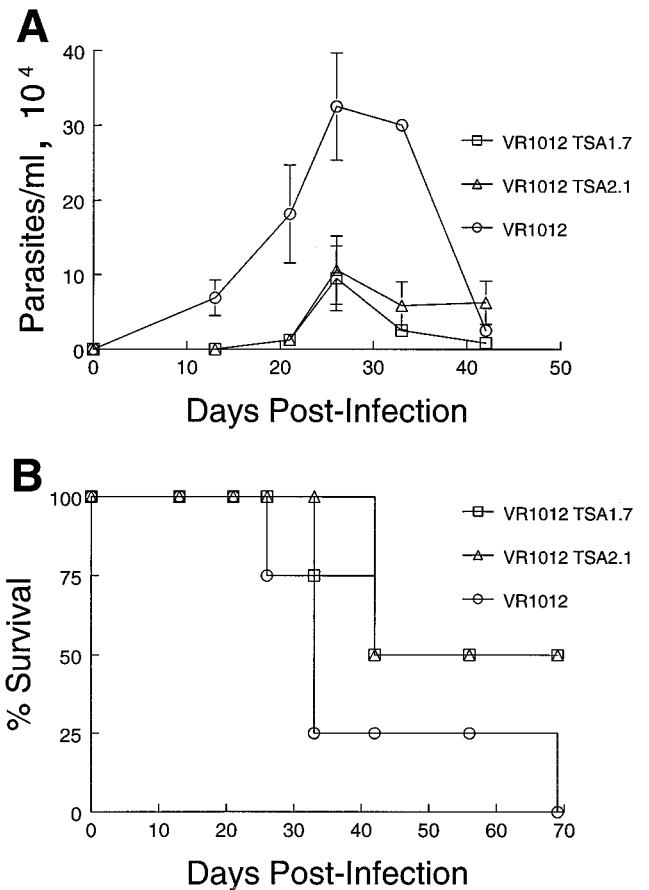 A
Parasites/ml, 10 4
40
30
20
10
0
0 10 20 30 40 50
Days Post-Infection
VR1012 TSA1.7
VR1012 TSA2.1
VR1012
B
% Survival
100
75
50
25
0
0 10 20 30 40 50 60 70
Days Post-Infection
VR1012 TSA1.7
VR1012 TSA2.1
VR1012